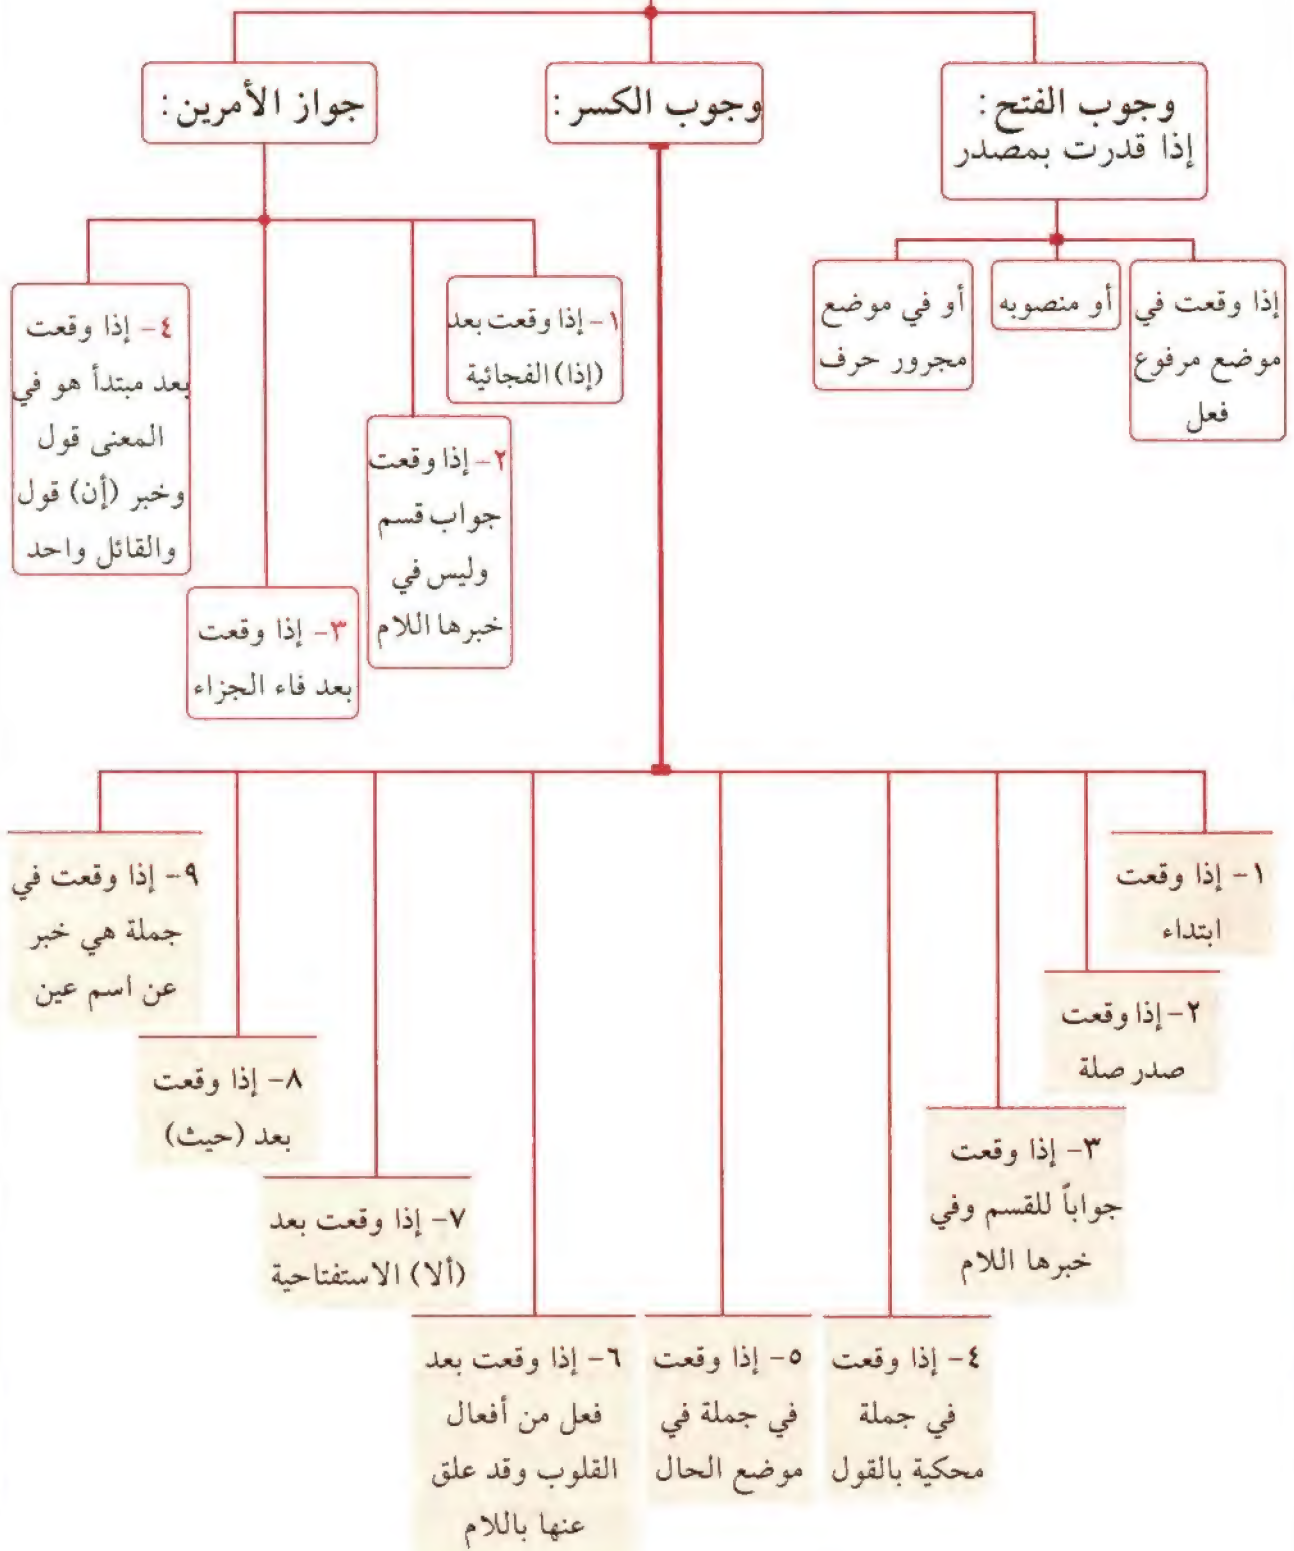 وجوب الفتح :
إذا قدرت بمصدر
إذا وقعت في
موضع مرفوع
فعل
أو منصوبه
أو في موضع
مجرور حرف
وجوب الكسر :
جواز الأمرين :
١- إذا وقعت بعد
(إذا) الفجائية
٢- إذا وقعت
جواب قسم
وليس في
خبرها اللام
٣- إذا وقعت
بعد فاء الجزاء
٤- إذا وقعت
بعد مبتدأ هو في
المعنى قول
وخبر (أن) قول
والقائل واحد
١- إذا وقعت
ابتداء
٢- إذا وقعت
صدر صلة
٣- إذا وقعت
جواباً للقسم وفي
خبرها اللام
٤- إذا وقعت
في جملة
محكية بالقول
٥- إذا وقعت
في جملة في
موضع الحال
٦- إذا وقعت بعد
فعل من أفعال
القلوب وقد علق
عنها باللام
٧- إذا وقعت بعد
(ألا) الاستفتاحية
٨- إذا وقعت
بعد (حيث)
٩- إذا وقعت في
جملة هي خبر
عن اسم عين